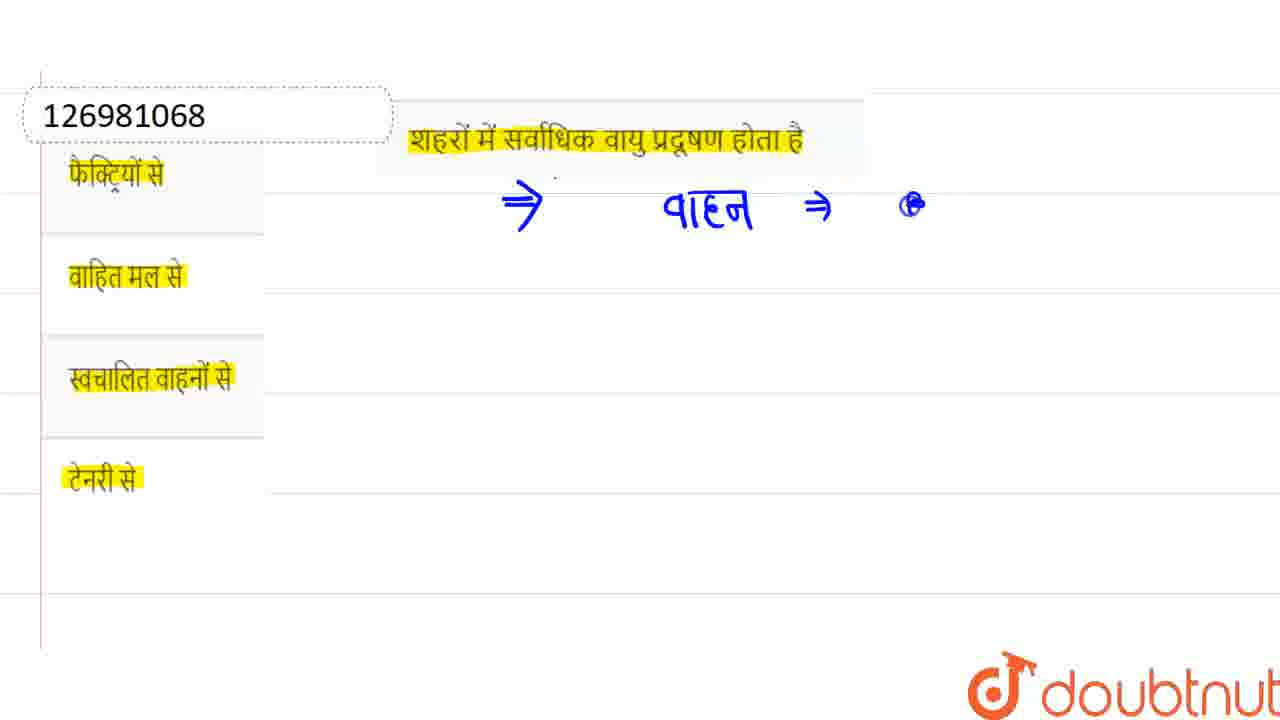 126981068
शहरों में सर्वाधिक वायु प्रदूषण होता है
फैक्ट्रियों से
वाहित मल से
स्वचालित वाहनों से
टेनरी से
⇒ वाहन ⇒
doubtnut